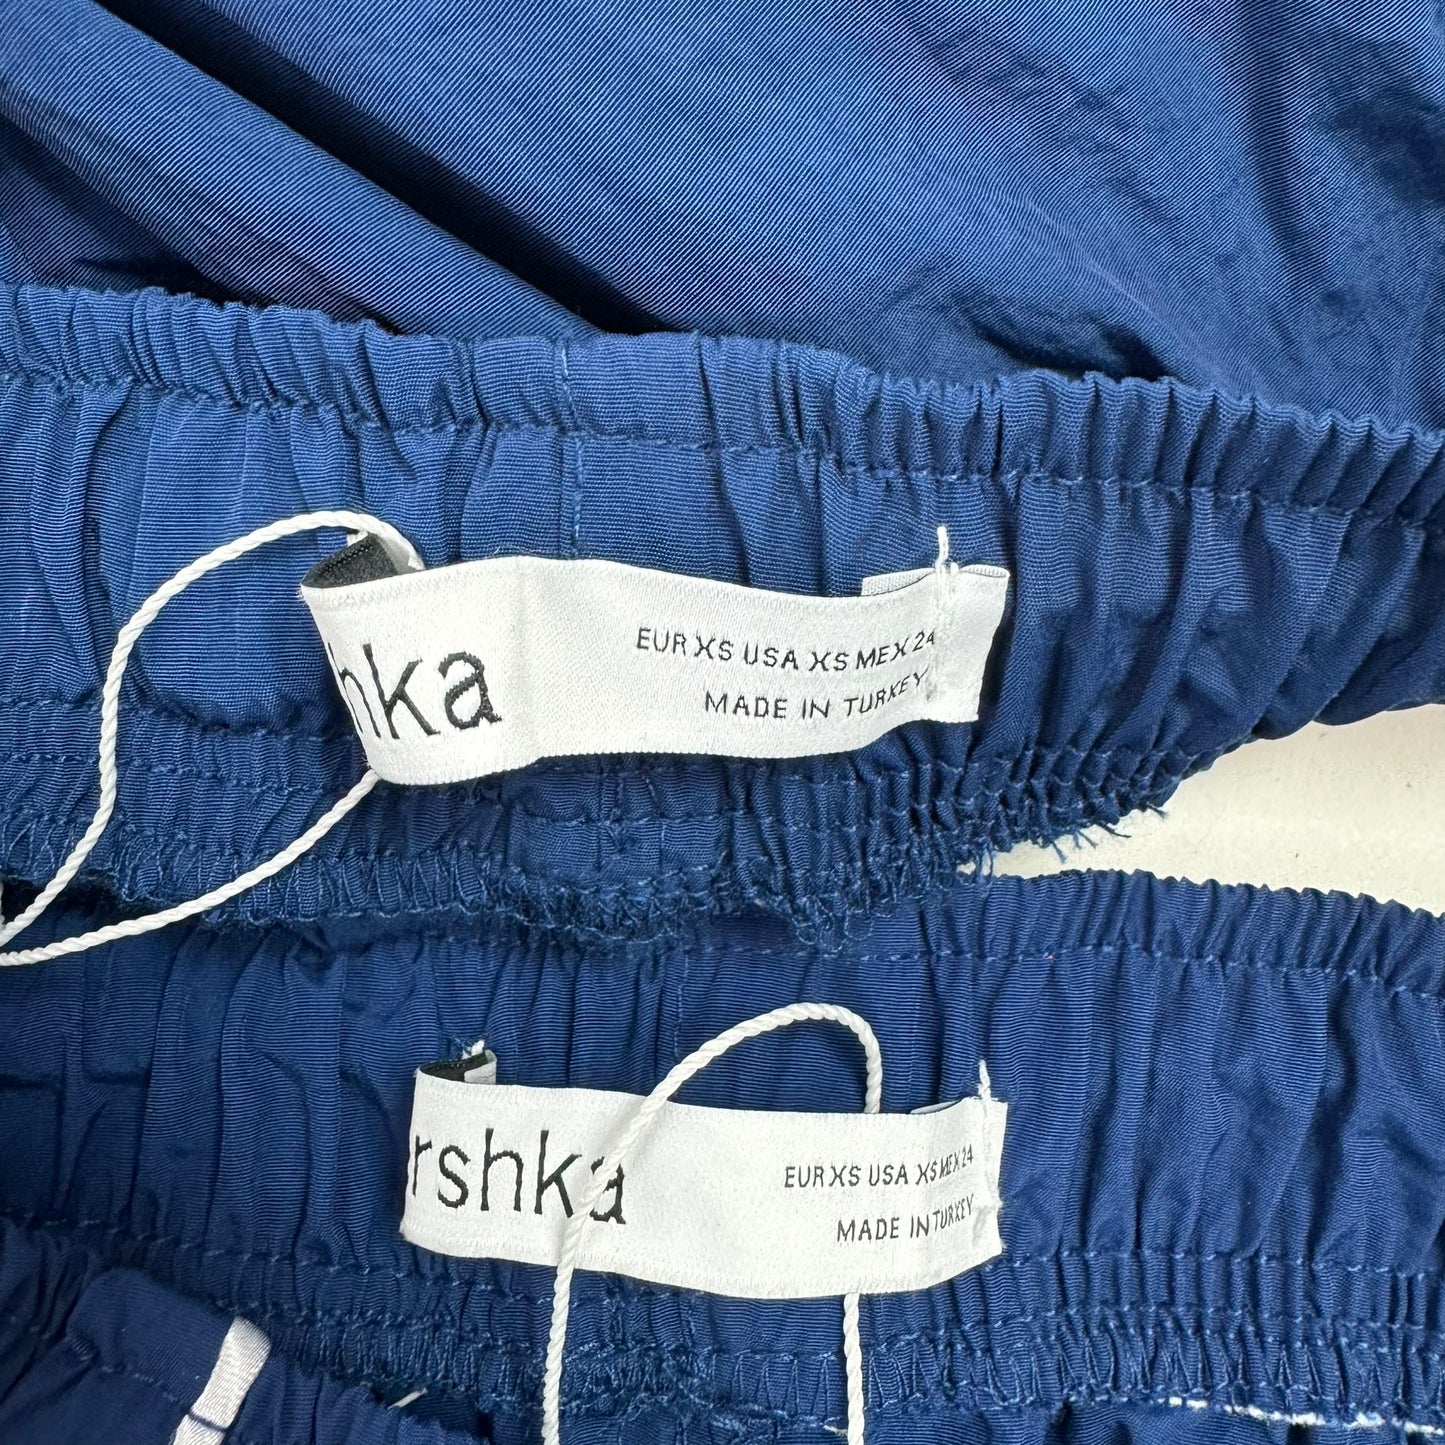 shka
EUR XS USA XS MEX 24
MADE IN TURKEY
rshka
EUR XS USA XS MEX 24
MADE IN TURKEY